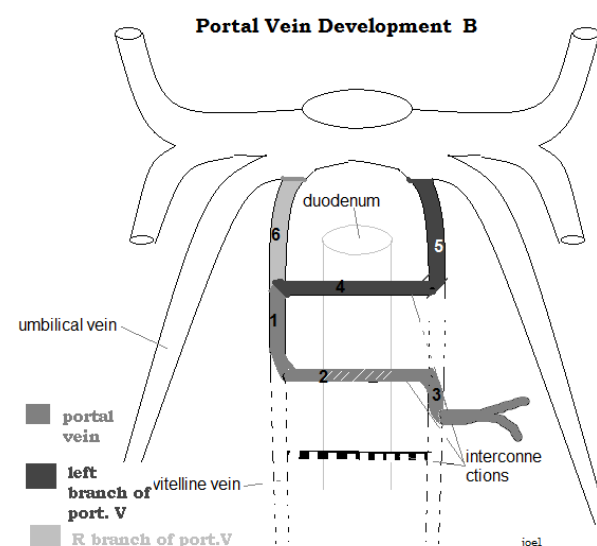 Portal Vein Development B
duodenum
6
5
4
1
umbilical vein
2
3
portal
vein
interconne
ctions
left
branch of
port. V
vitelline vein
R branch of port.V
joel